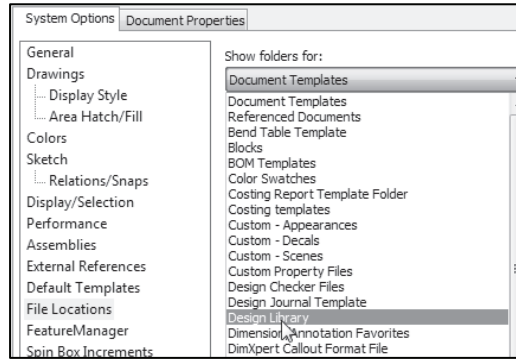 System Options
Document Properties
General
Drawings
Display Style
Area Hatch/Fill
Colors
Sketch
Relations/Snaps
Display/Selection
Performance
Assemblies
External References
Default Templates
File Locations
FeatureManager
Spin Box Increments
Show folders for:
Document Templates
Document Templates
Referenced Documents
Bend Table Template
Blocks
BOM Templates
Color Swatches
Costing Report Template Folder
Costing templates
Custom - Appearances
Custom - Decals
Custom - Scenes
Custom Property Files
Design Checker Files
Design Journal Template
Design Library
Dimension/Annotation Favorites
DimXpert Callout Format File